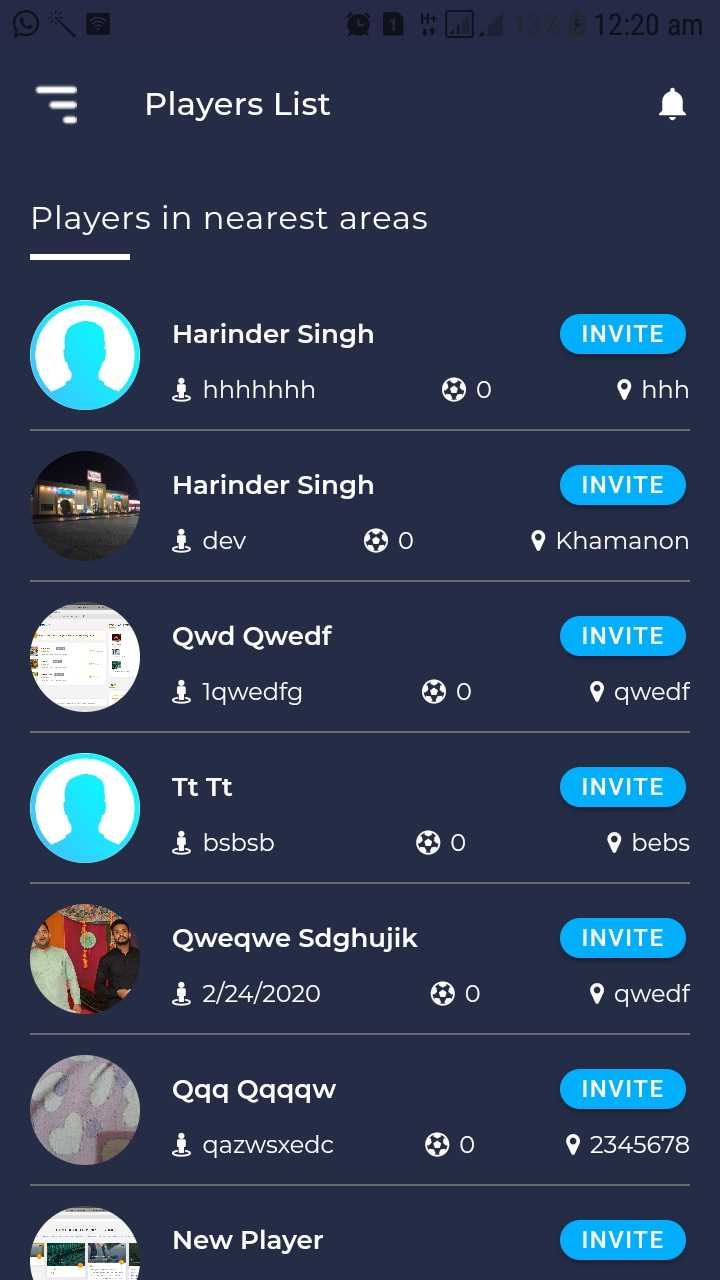 13% 12:20 am
Players List
Players in nearest areas
Harinder Singh INVITE
hhhhhhh 0 hhh
Harinder Singh INVITE
dev 0 Khamanon
Qwd Qwedf INVITE
1qwedfg 0 qwedf
Tt Tt INVITE
bsbsb 0 bebs
Qweqwe Sdghujik INVITE
2/24/2020 0 qwedf
Qqq Qqqqw INVITE
qazwsxedc 0 2345678
New Player INVITE